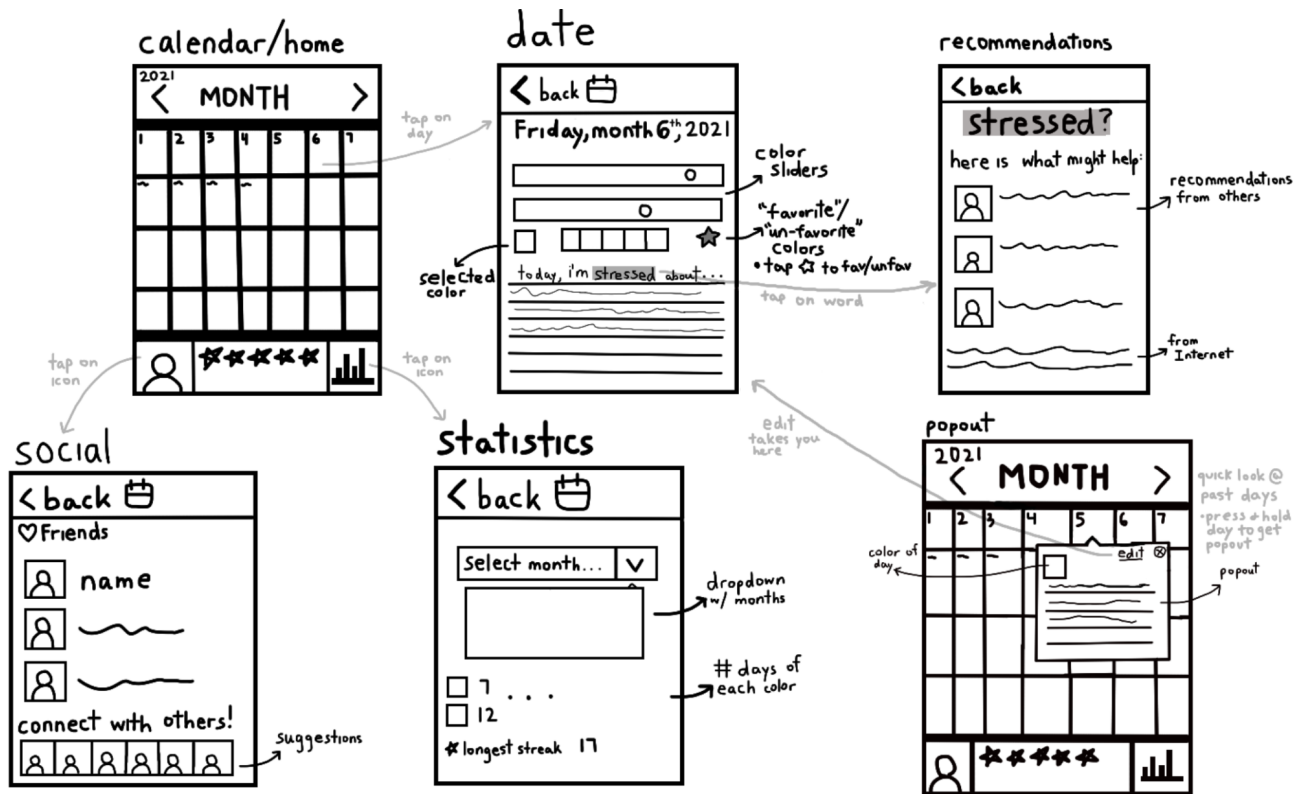 calendar/home
2021
< MONTH >
1 2 3 4 5 6 7
tap on
day
tap on
icon
tap on
icon
date
< back
Friday, month 6th, 2021
color
sliders
"favorite"/
"un-favorite"
colors
• tap ☆ to fav/unfav
selected
color
today, i'm stressed about...
tap on word
recommendations
< back
stressed?
here is what might help:
recommendations
from others
from
Internet
social
< back
♡ Friends
name
connect with others!
suggestions
statistics
< back
Select month... V
dropdown
w/ months
# days of
each color
7 ...
12
☆ longest streak 17
edit
takes you
here
popout
2021
< MONTH >
1 2 3 4 5 6 7
edit ⓧ
color of
day
popout
quick look @
past days
• press & hold
day to get
popout